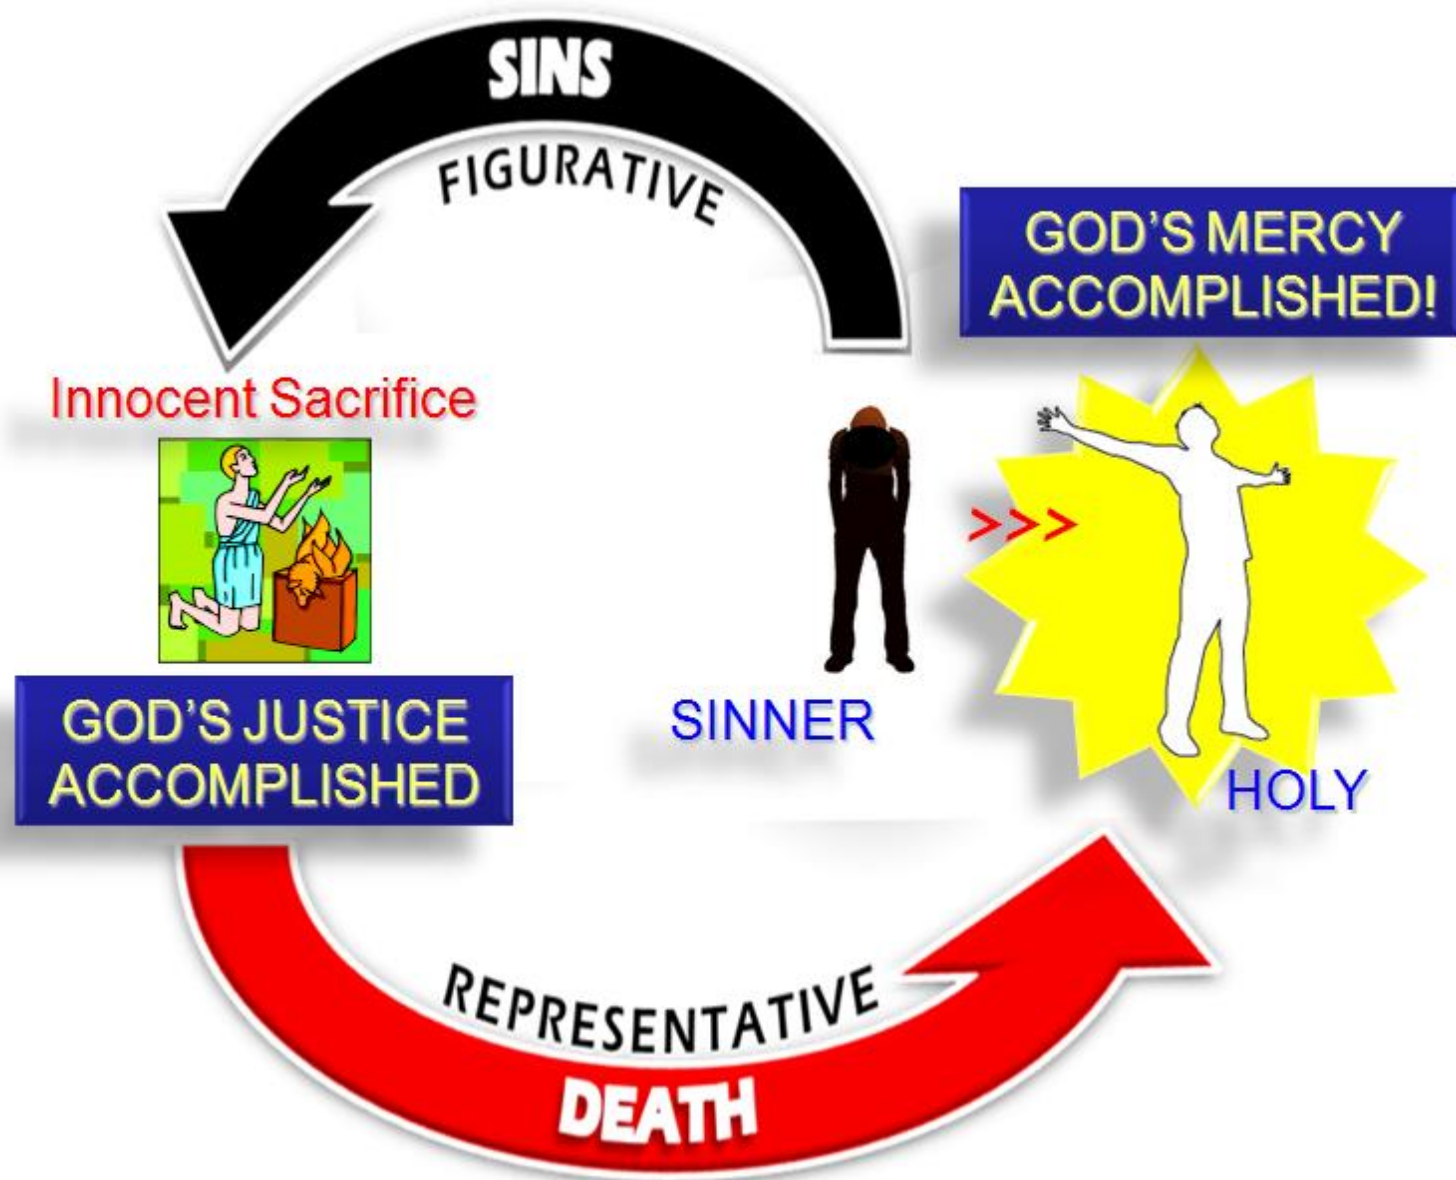 SINS
FIGURATIVE
GOD'S MERCY
ACCOMPLISHED!
Innocent Sacrifice
>>>
GOD'S JUSTICE
ACCOMPLISHED
SINNER
HOLY
REPRESENTATIVE
DEATH